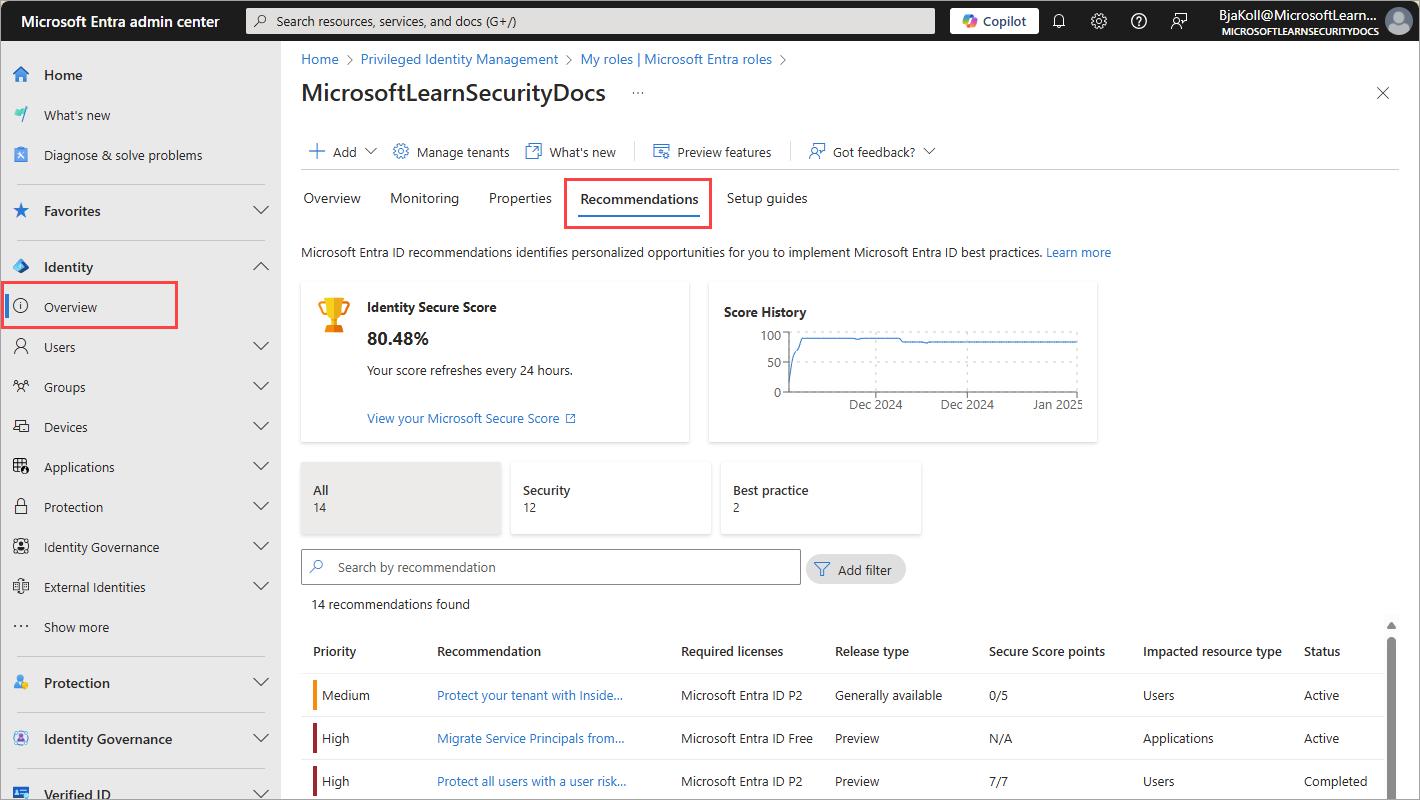 Microsoft Entra admin center
Search resources, services, and docs (G+/)
Copilot
BjaKoll@MicrosoftLearn...
MICROSOFTLEARNSECURITYDOCS
Home
What's new
Diagnose & solve problems
Favorites
Identity
Overview
Users
Groups
Devices
Applications
Protection
Identity Governance
External Identities
Show more
Protection
Identity Governance
Verified ID
Home > Privileged Identity Management > My roles | Microsoft Entra roles >
MicrosoftLearnSecurityDocs ...
Add Manage tenants What's new Preview features Got feedback?
Overview Monitoring Properties Recommendations Setup guides
Microsoft Entra ID recommendations identifies personalized opportunities for you to implement Microsoft Entra ID best practices. Learn more
Identity Secure Score
80.48%
Your score refreshes every 24 hours.
View your Microsoft Secure Score
Score History
100
50
0
Dec 2024 Dec 2024 Jan 2025
All
14
Security
12
Best practice
2
Search by recommendation
Add filter
14 recommendations found
Priority Recommendation Required licenses Release type Secure Score points Impacted resource type Status
Medium Protect your tenant with Inside... Microsoft Entra ID P2 Generally available 0/5 Users Active
High Migrate Service Principals from... Microsoft Entra ID Free Preview N/A Applications Active
High Protect all users with a user risk... Microsoft Entra ID P2 Preview 7/7 Users Completed